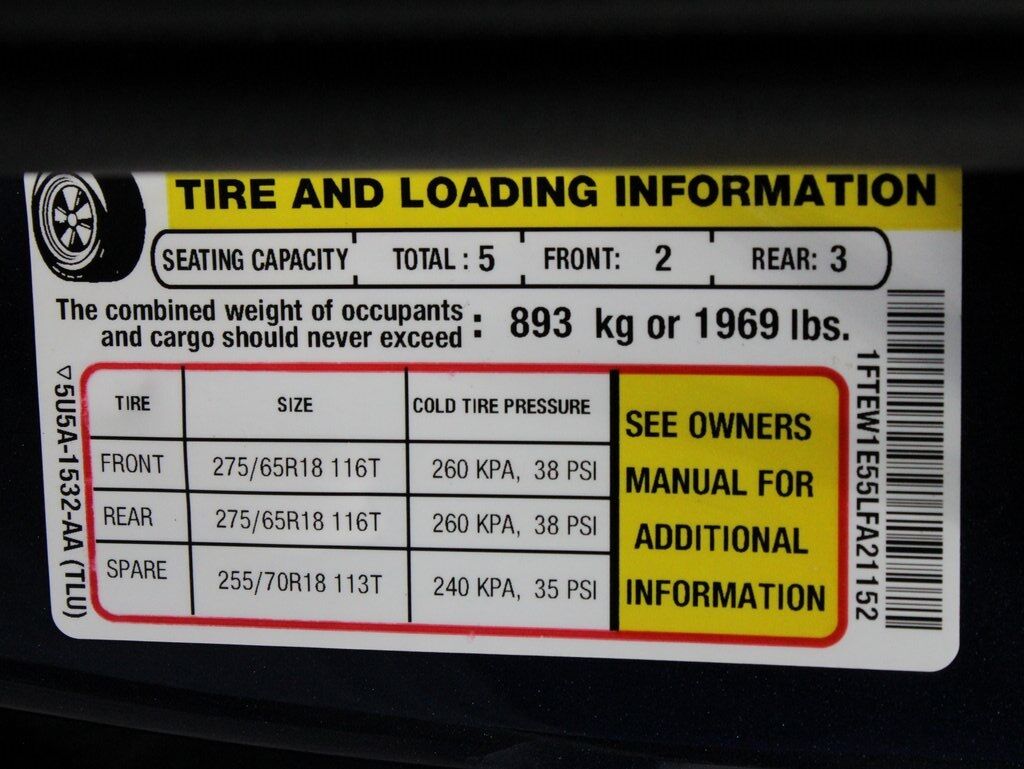 TIRE AND LOADING INFORMATION
SEATING CAPACITY TOTAL : 5 FRONT: 2 REAR: 3
The combined weight of occupants
and cargo should never exceed : 893 kg or 1969 lbs.
TIRE SIZE COLD TIRE PRESSURE
FRONT 275/65R18 116T 260 KPA, 38 PSI
REAR 275/65R18 116T 260 KPA, 38 PSI
SPARE 255/70R18 113T 240 KPA, 35 PSI
SEE OWNERS
MANUAL FOR
ADDITIONAL
INFORMATION
5U5A-1532-AA (TLU)
1FTEW1E55LFA21152